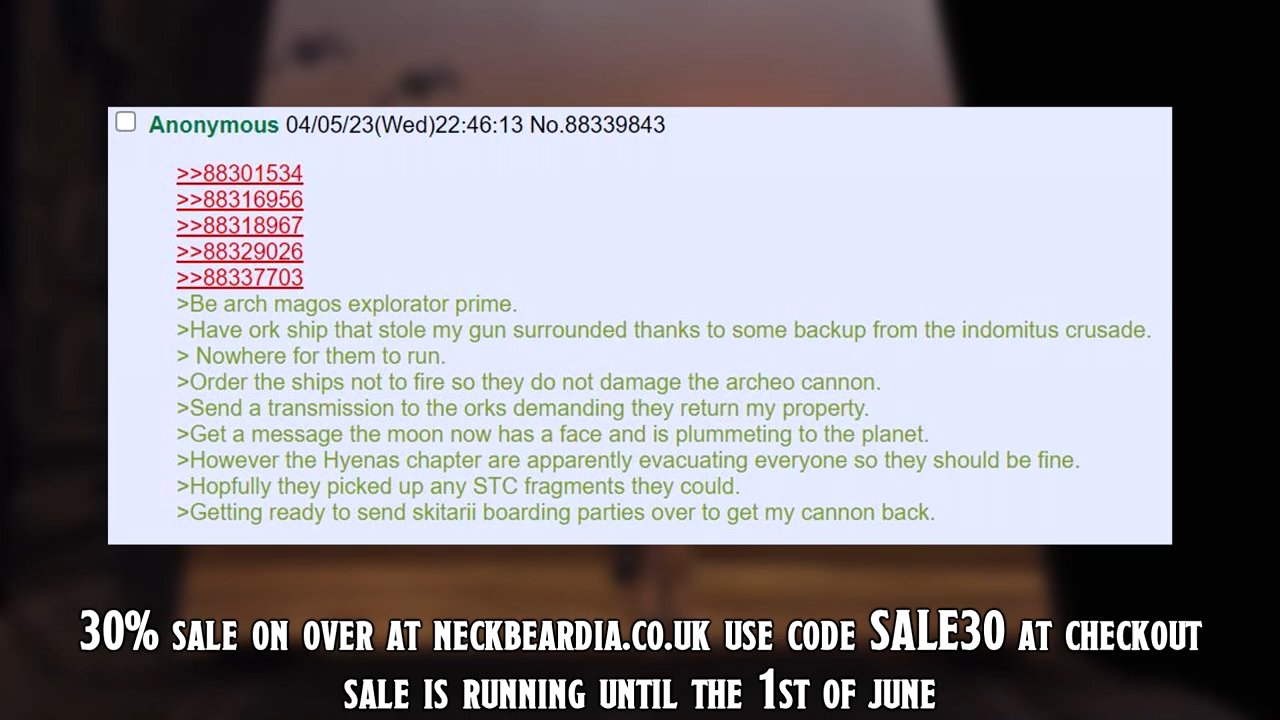 Anonymous 04/05/23(Wed)22:46:13 No.88339843
>>88301534
>>88316956
>>88318967
>>88329026
>>88337703
>Be arch magos explorator prime.
>Have ork ship that stole my gun surrounded thanks to some backup from the indomitus crusade.
> Nowhere for them to run.
>Order the ships not to fire so they do not damage the archeo cannon.
>Send a transmission to the orks demanding they return my property.
>Get a message the moon now has a face and is plummeting to the planet.
>However the Hyenas chapter are apparently evacuating everyone so they should be fine.
>Hopefully they picked up any STC fragments they could.
>Getting ready to send skitarii boarding parties over to get my cannon back.
30% SALE ON OVER AT NECKBEARDIA.CO.UK USE CODE SALE30 AT CHECKOUT
SALE IS RUNNING UNTIL THE 1ST OF JUNE